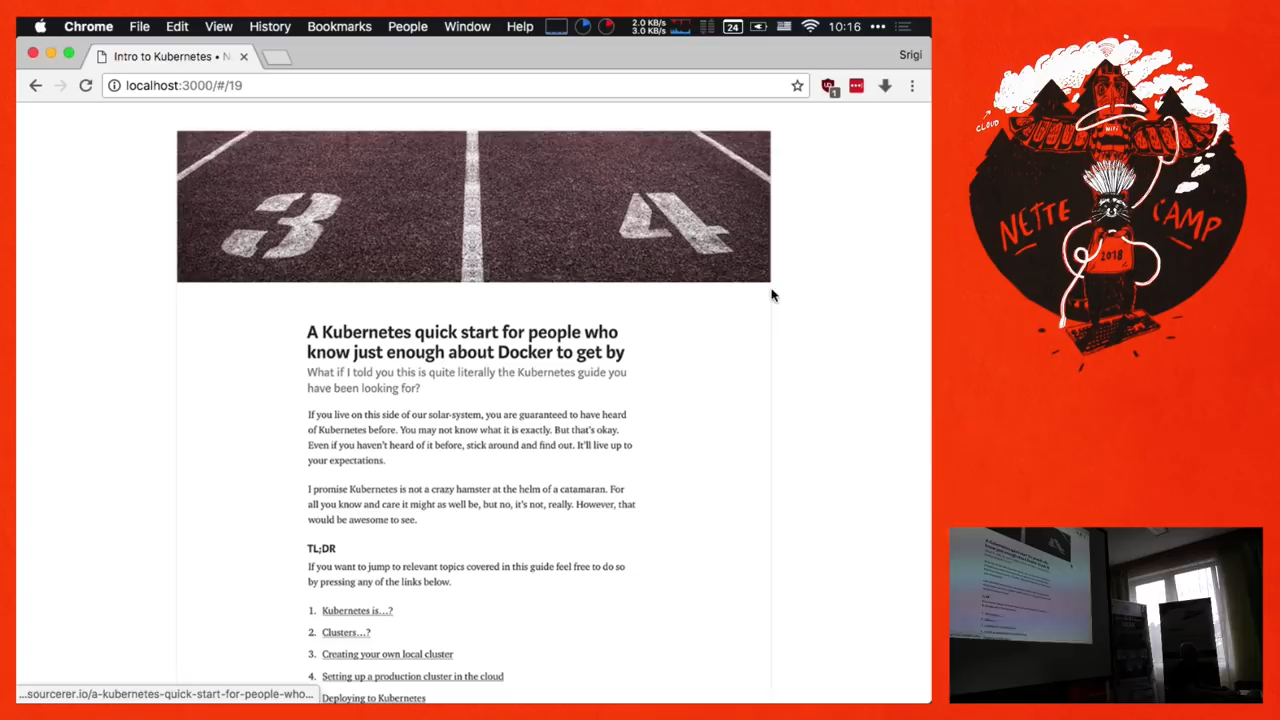 Chrome File Edit View History Bookmarks People Window Help 2.0 KB/s 3.0 KB/s 24 10:16
Intro to Kubernetes • N Srigi
localhost:3000/#/19 1
3 4
A Kubernetes quick start for people who
know just enough about Docker to get by
What if I told you this is quite literally the Kubernetes guide you
have been looking for?
If you live on this side of our solar-system, you are guaranteed to have heard
of Kubernetes before. You may not know what it is exactly. But that's okay.
Even if you haven't heard of it before, stick around and find out. It'll live up to
your expectations.
I promise Kubernetes is not a crazy hamster at the helm of a catamaran. For
all you know and care it might as well be, but no, it's not, really. However, that
would be awesome to see.
TL;DR
If you want to jump to relevant topics covered in this guide feel free to do so
by pressing any of the links below.
1. Kubernetes is...?
2. Clusters...?
3. Creating your own local cluster
4. Setting up a production cluster in the cloud
Deploying to Kubernetes
...sourcerer.io/a-kubernetes-quick-start-for-people-who...
CLOUD
WiFi
NETTE CAMP
2018